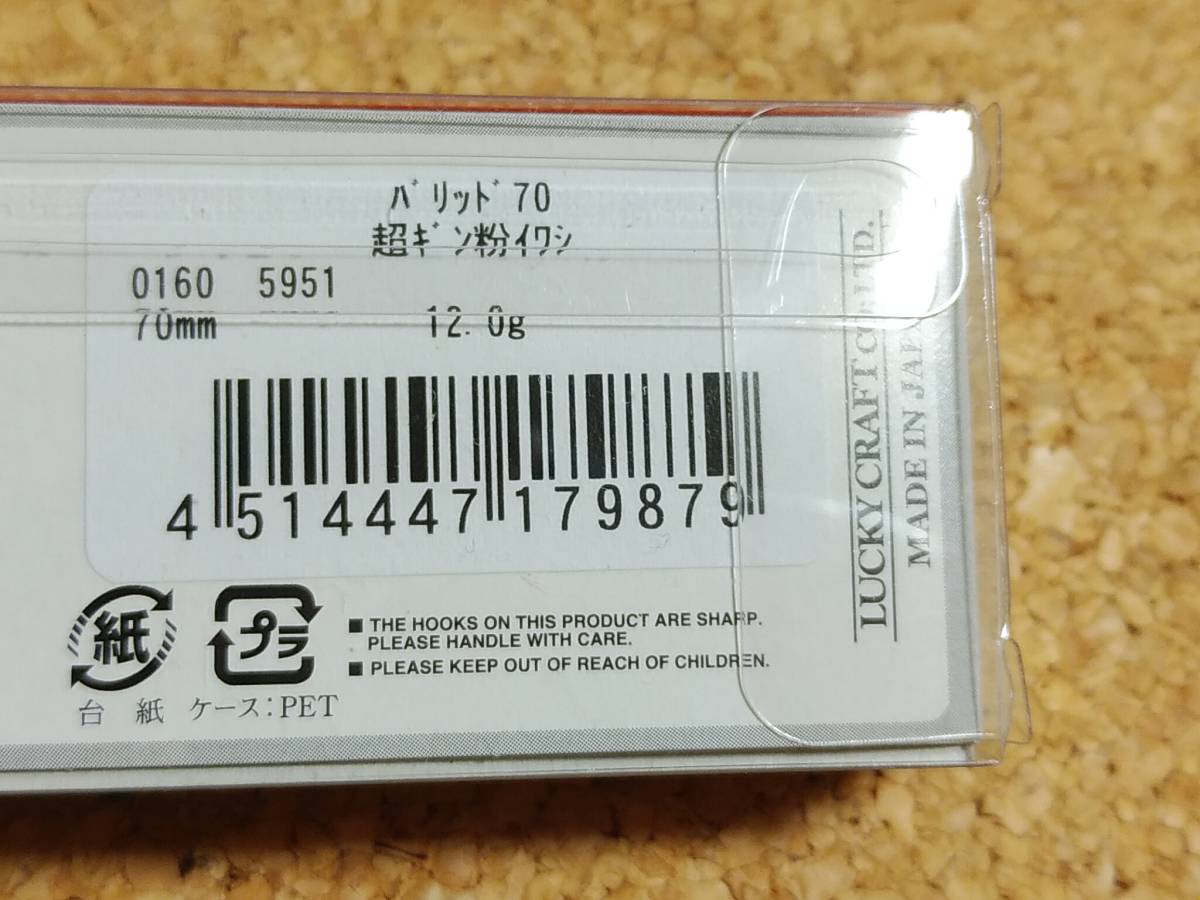 バリッド70
超ギン粉イワシ
0160 5951
70mm 12.0g
4 514447 179879
紙
プラ
台 紙 ケース:PET
■ THE HOOKS ON THIS PRODUCT ARE SHARP.
PLEASE HANDLE WITH CARE.
■ PLEASE KEEP OUT OF REACH OF CHILDREN.
LUCKY CRAFT CO.,LTD.
MADE IN JAPAN